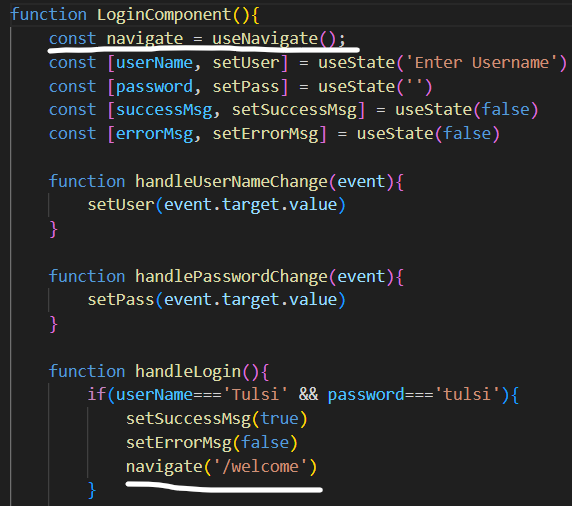 function LoginComponent(){
const navigate = useNavigate();
const [userName, setUser] = useState('Enter Username')
const [password, setPass] = useState('')
const [successMsg, setSuccessMsg] = useState(false)
const [errorMsg, setErrorMsg] = useState(false)
function handleUserNameChange(event){
setUser(event.target.value)
}
function handlePasswordChange(event){
setPass(event.target.value)
}
function handleLogin(){
if(userName==='Tulsi' && password==='tulsi'){
setSuccessMsg(true)
setErrorMsg(false)
navigate('/welcome')
}